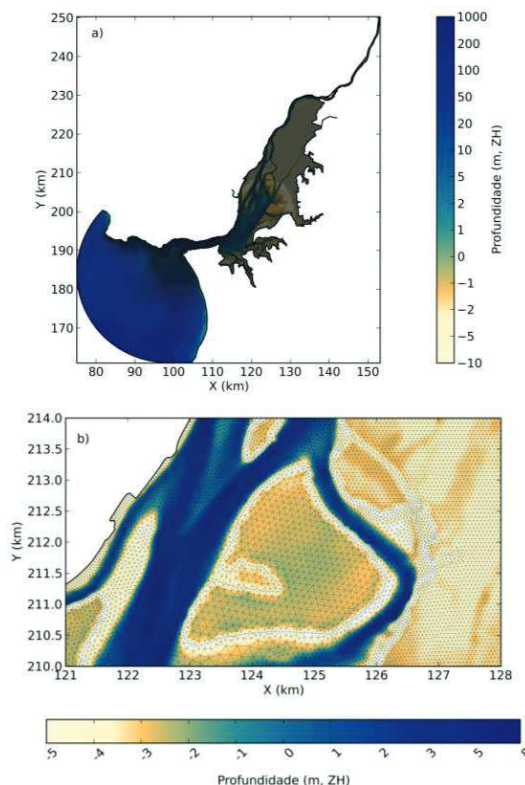 a)
250
240
230
220
210
200
190
180
170
Y (km)
80 90 100 110 120 130 140 150
X (km)
1000
200
100
50
20
10
5
2
1
0
−1
−2
−5
−10
Profundidade (m, ZH)
b)
214.0
213.5
213.0
212.5
212.0
211.5
211.0
210.5
210.0
Y (km)
121 122 123 124 125 126 127 128
X (km)
-5 -4 -3 -2 -1 0 1 2 3 4 5 6 8
Profundidade (m, ZH)